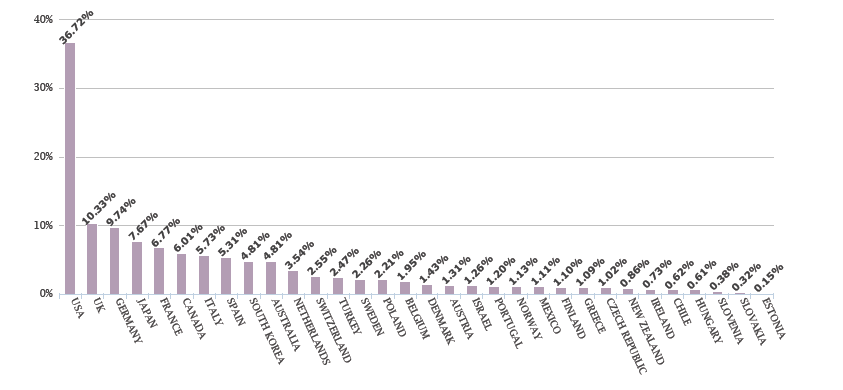 40%
30%
20%
10%
0%
36.72%
10.33%
9.74%
7.67%
6.77%
6.01%
5.73%
5.31%
4.81%
4.81%
3.54%
2.55%
2.47%
2.26%
2.21%
1.95%
1.43%
1.31%
1.26%
1.20%
1.13%
1.11%
1.10%
1.09%
1.02%
0.86%
0.73%
0.62%
0.61%
0.38%
0.32%
0.15%
USA
UK
GERMANY
JAPAN
FRANCE
CANADA
ITALY
SPAIN
SOUTH KOREA
AUSTRALIA
NETHERLANDS
SWITZERLAND
TURKEY
SWEDEN
POLAND
BELGIUM
DENMARK
AUSTRIA
ISRAEL
PORTUGAL
NORWAY
MEXICO
FINLAND
GREECE
CZECH REPUBLIC
NEW ZEALAND
IRELAND
CHILE
HUNGARY
SLOVENIA
SLOVAKIA
ESTONIA